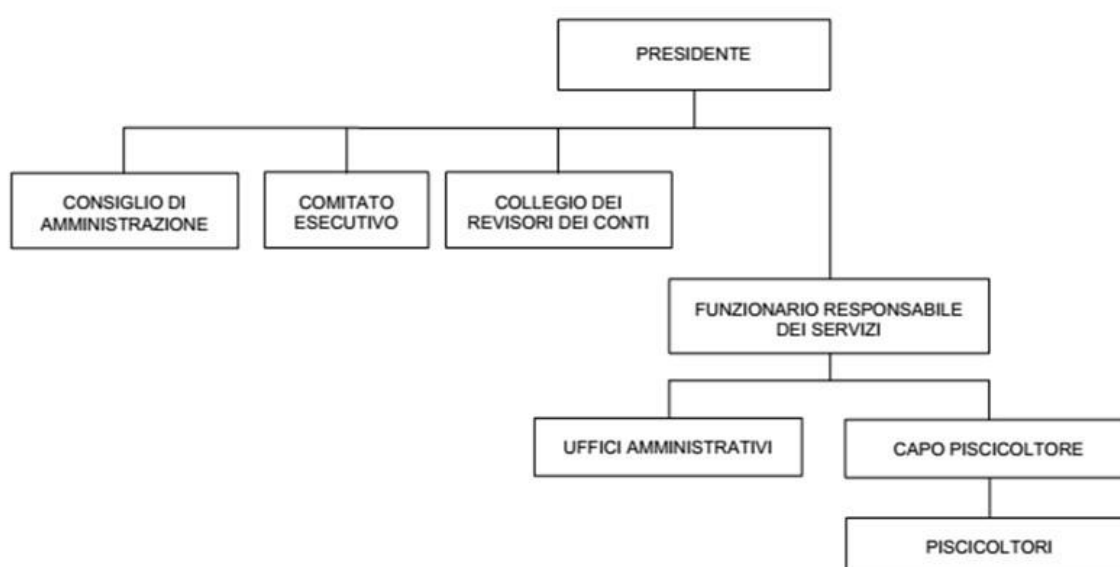 PRESIDENTE
CONSIGLIO DI
AMMINISTRAZIONE
COMITATO
ESECUTIVO
COLLEGIO DEI
REVISORI DEI CONTI
FUNZIONARIO RESPONSABILE
DEI SERVIZI
UFFICI AMMINISTRATIVI
CAPO PISCICOLTORE
PISCICOLTORI